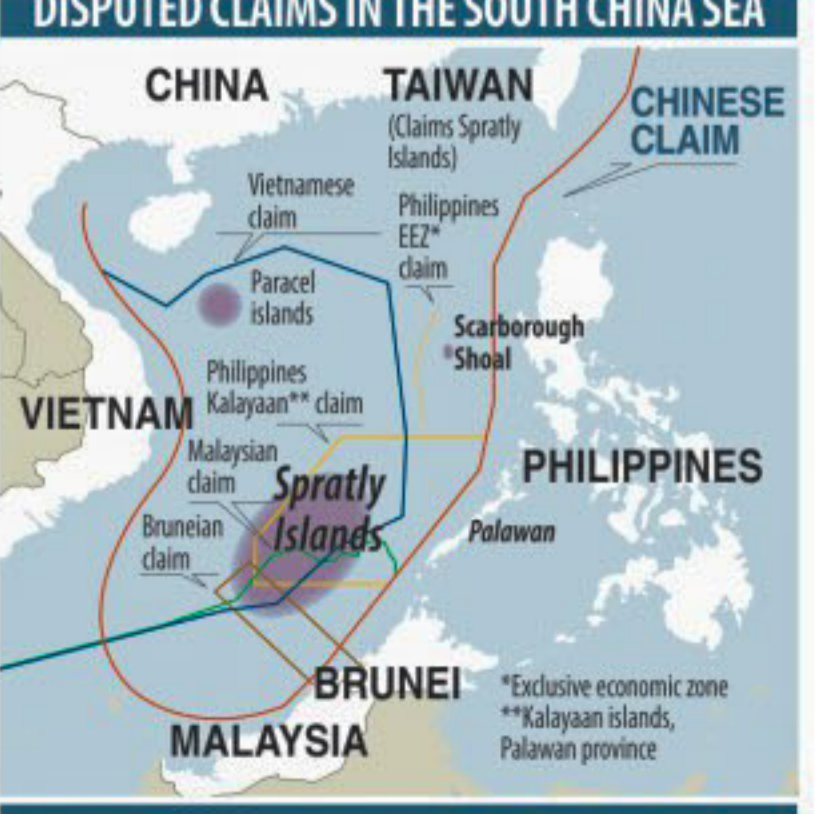 DISPUTED CLAIMS IN THE SOUTH CHINA SEA
CHINA
TAIWAN
(Claims Spratly
Islands)
CHINESE
CLAIM
Vietnamese
claim
Philippines
EEZ*
claim
Paracel
islands
Scarborough
Shoal
Philippines
Kalayaan** claim
VIETNAM
Malaysian
claim
Spratly
Islands
PHILIPPINES
Bruneian
claim
Palawan
BRUNEI
MALAYSIA
*Exclusive economic zone
**Kalayaan islands,
Palawan province